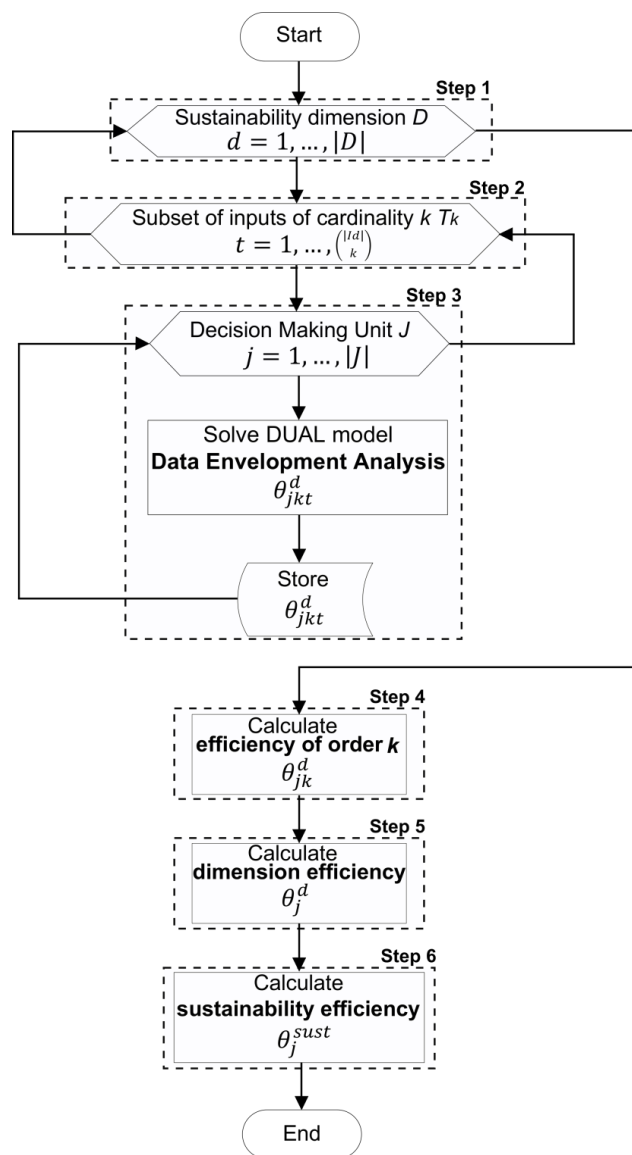 Start
Step 1
Sustainability dimension D
d = 1, … , |D|
Step 2
Subset of inputs of cardinality k Tk
t = 1, … , (|Id| k)
Step 3
Decision Making Unit J
j = 1, … , |J|
Solve DUAL model
Data Envelopment Analysis
θ^d_jkt
Store
θ^d_jkt
Step 4
Calculate
efficiency of order k
θ^d_jk
Step 5
Calculate
dimension efficiency
θ^d_j
Step 6
Calculate
sustainability efficiency
θ^sust_j
End